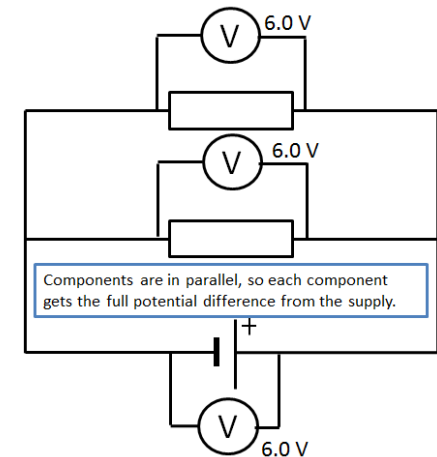 V
6.0 V
V
6.0 V
Components are in parallel, so each component
gets the full potential difference from the supply.
+
V
6.0 V